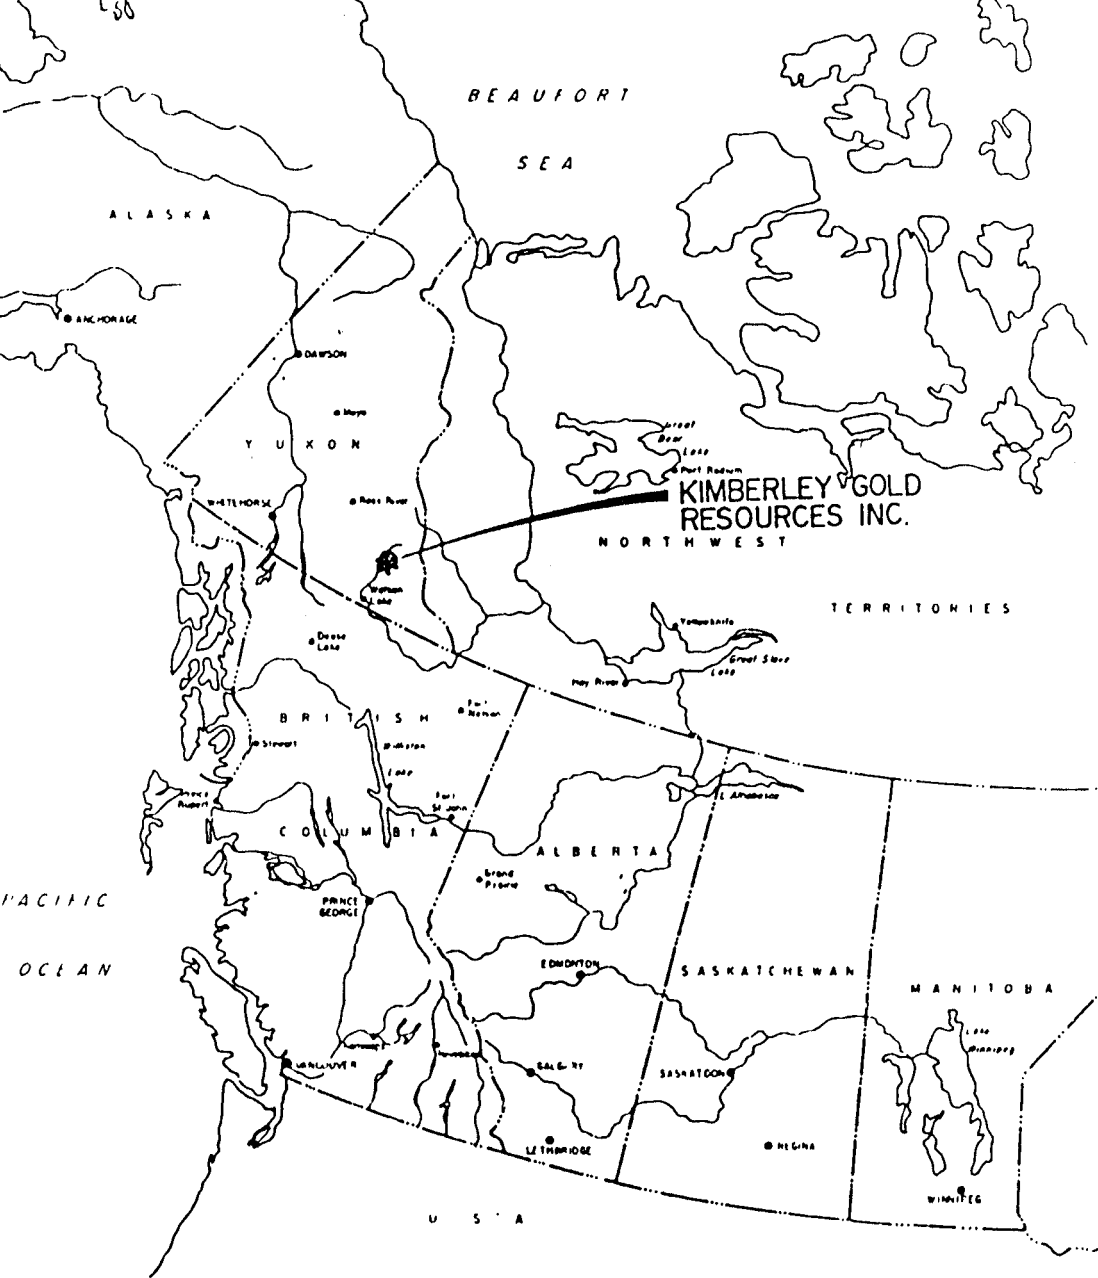 BEAUFORT
SEA
ALASKA
ANCHORAGE
DAWSON
Mayo
YUKON
Great
Bear
Lake
Port Radium
WHITEHORSE
Ross River
KIMBERLEY GOLD
RESOURCES INC.
NORTHWEST
Watson
Lake
TERRITORIES
Yellowknife
Dease
Lake
Great Slave
Lake
Hay River
Fort
Nelson
BRITISH
Stewart
Williston
Lake
Prince
Rupert
Fort
St John
L Athabasca
COLUMBIA
ALBERTA
Grand
Prairie
PACIFIC
PRINCE
GEORGE
OCEAN
EDMONTON
SASKATCHEWAN
MANITOBA
Lake
Winnipeg
VANCOUVER
CALGARY
SASKATOON
LETHBRIDGE
REGINA
WINNIPEG
U S A